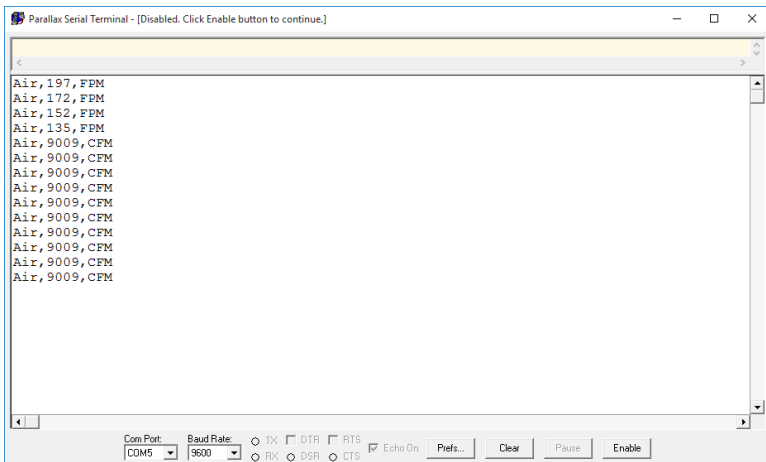 Parallax Serial Terminal - [Disabled. Click Enable button to continue.]
Air,197,FPM
Air,172,FPM
Air,152,FPM
Air,135,FPM
Air,9009,CFM
Air,9009,CFM
Air,9009,CFM
Air,9009,CFM
Air,9009,CFM
Air,9009,CFM
Air,9009,CFM
Air,9009,CFM
Air,9009,CFM
Air,9009,CFM
Com Port: Baud Rate: TX DTR RTS
COM5 9600 RX DSR CTS Echo On Prefs... Clear Pause Enable